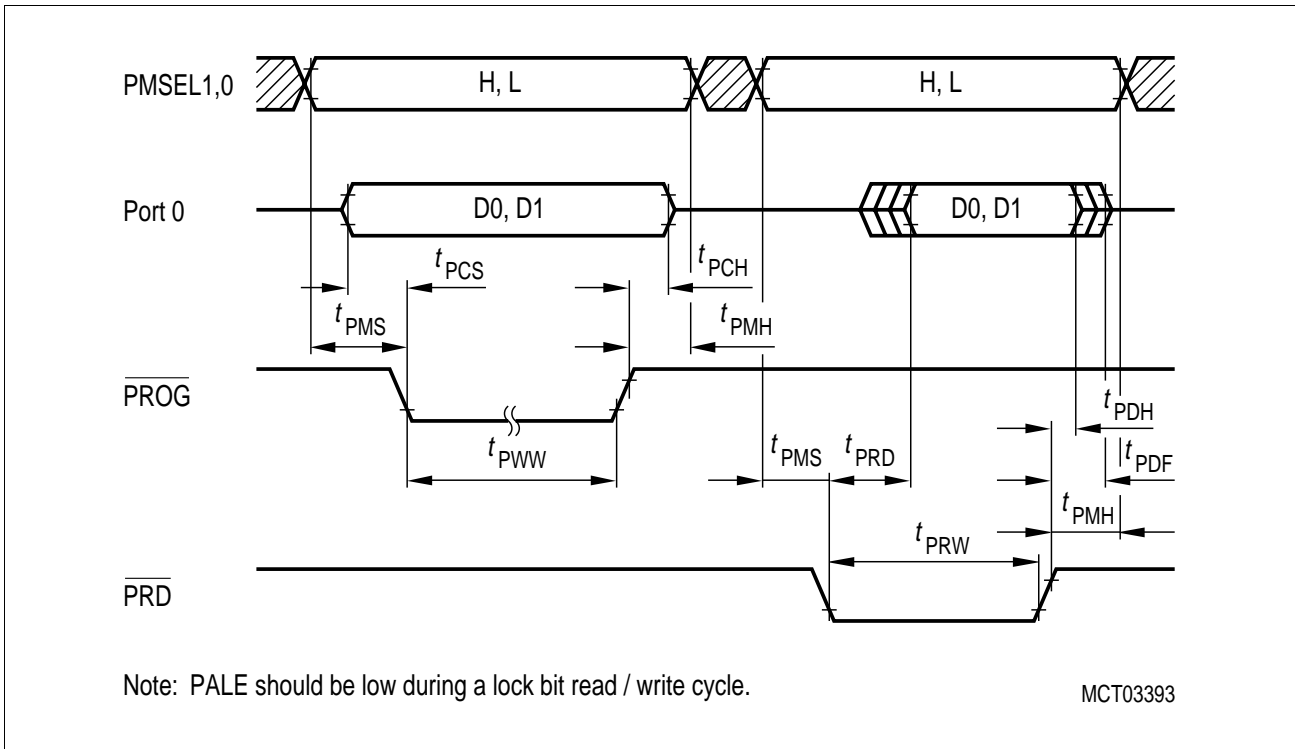 PMSEL1,0
H, L
H, L
Port 0
D0, D1
D0, D1
tPCS
tPCH
tPMS
tPMH
PROG
tPDH
tPWW
tPMS
tPRD
tPDF
tPMH
tPRW
PRD
Note: PALE should be low during a lock bit read / write cycle.
MCT03393